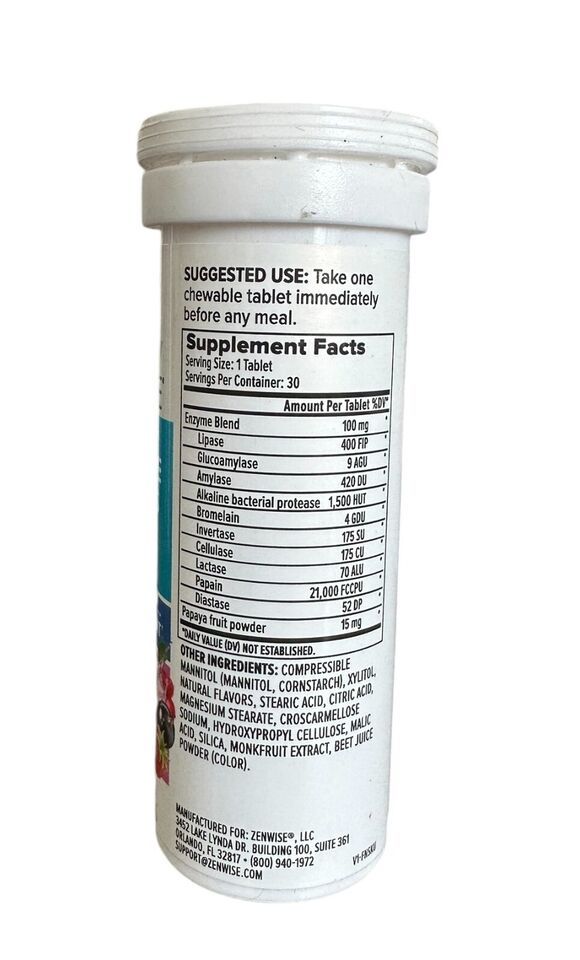 SUGGESTED USE: Take one
chewable tablet immediately
before any meal.
Supplement Facts
Serving Size: 1 Tablet
Servings Per Container: 30
Amount Per Tablet %DV*
Enzyme Blend 100 mg *
Lipase 400 FIP *
Glucoamylase 9 AGU *
Amylase 420 DU *
Alkaline bacterial protease 1,500 HUT *
Bromelain 4 GDU *
Invertase 175 SU *
Cellulase 175 CU *
Lactase 70 ALU *
Papain 21,000 FCCPU *
Diastase 52 DP *
Papaya fruit powder 15 mg *
*DAILY VALUE (DV) NOT ESTABLISHED.
OTHER INGREDIENTS: COMPRESSIBLE
MANNITOL (MANNITOL, CORNSTARCH), XYLITOL,
NATURAL FLAVORS, STEARIC ACID, CITRIC ACID,
MAGNESIUM STEARATE, CROSCARMELLOSE
SODIUM, HYDROXYPROPYL CELLULOSE, MALIC
ACID, SILICA, MONKFRUIT EXTRACT, BEET JUICE
POWDER (COLOR).
MANUFACTURED FOR: ZENWISE®, LLC
3452 LAKE LYNDA DR. BUILDING 100, SUITE 361
ORLANDO, FL 32817 • (800) 940-1972
SUPPORT@ZENWISE.COM
V1-FNSKU